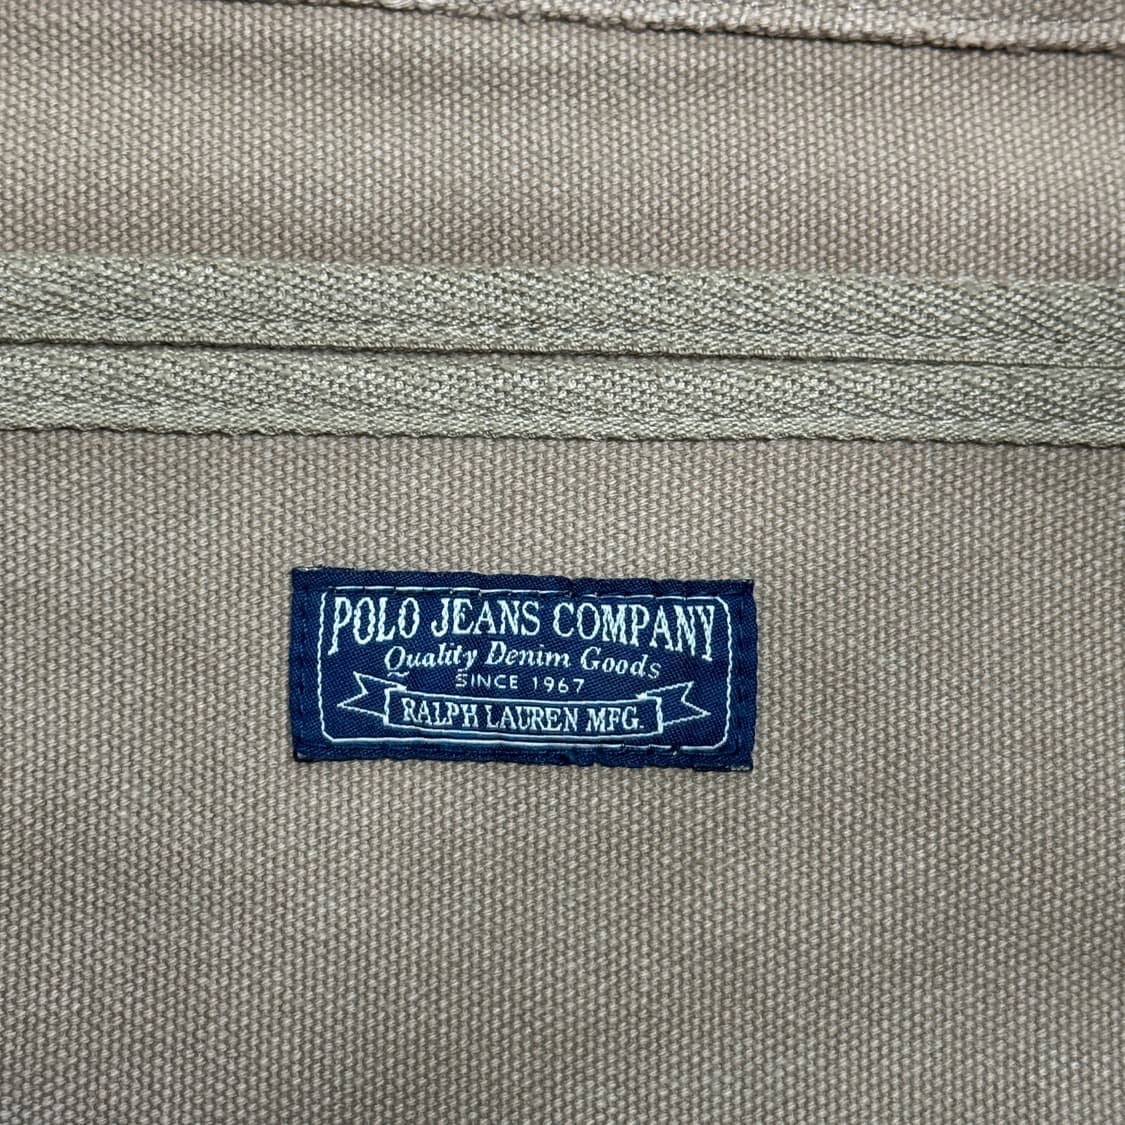 POLO JEANS COMPANY
Quality Denim Goods
SINCE 1967
RALPH LAUREN MFG.